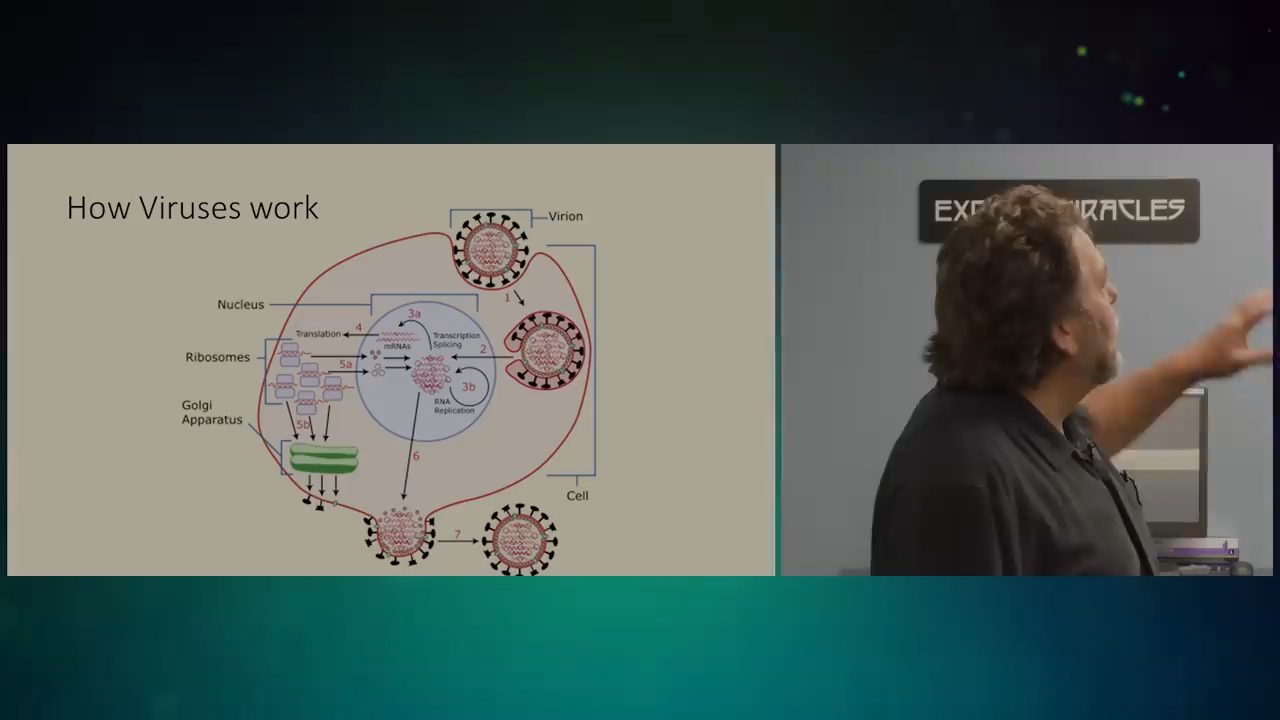 How Viruses work
Virion
Nucleus
1
3a
4
Translation
Transcription
Splicing
mRNAs
2
Ribosomes
5a
3b
RNA
Replication
Golgi
Apparatus
5b
6
Cell
7